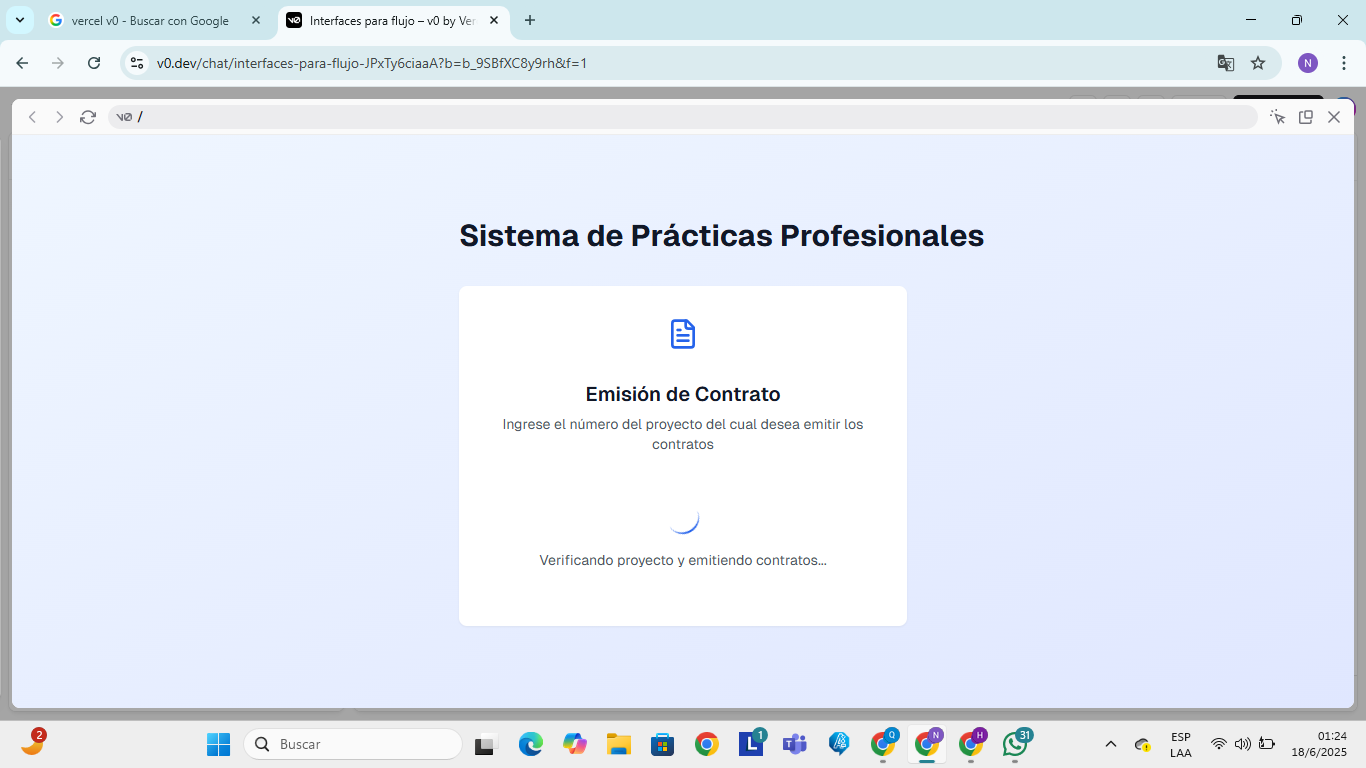 vercel v0 - Buscar con Google
Interfaces para flujo – v0 by Ver
v0.dev/chat/interfaces-para-flujo-JPxTy6ciaaA?b=b_9SBfXC8y9rh&f=1
N
v0 /
Sistema de Prácticas Profesionales
Emisión de Contrato
Ingrese el número del proyecto del cual desea emitir los
contratos
Verificando proyecto y emitiendo contratos...
2
Buscar
L
1
Q
N
H
31
ESP
LAA
01:24
18/6/2025